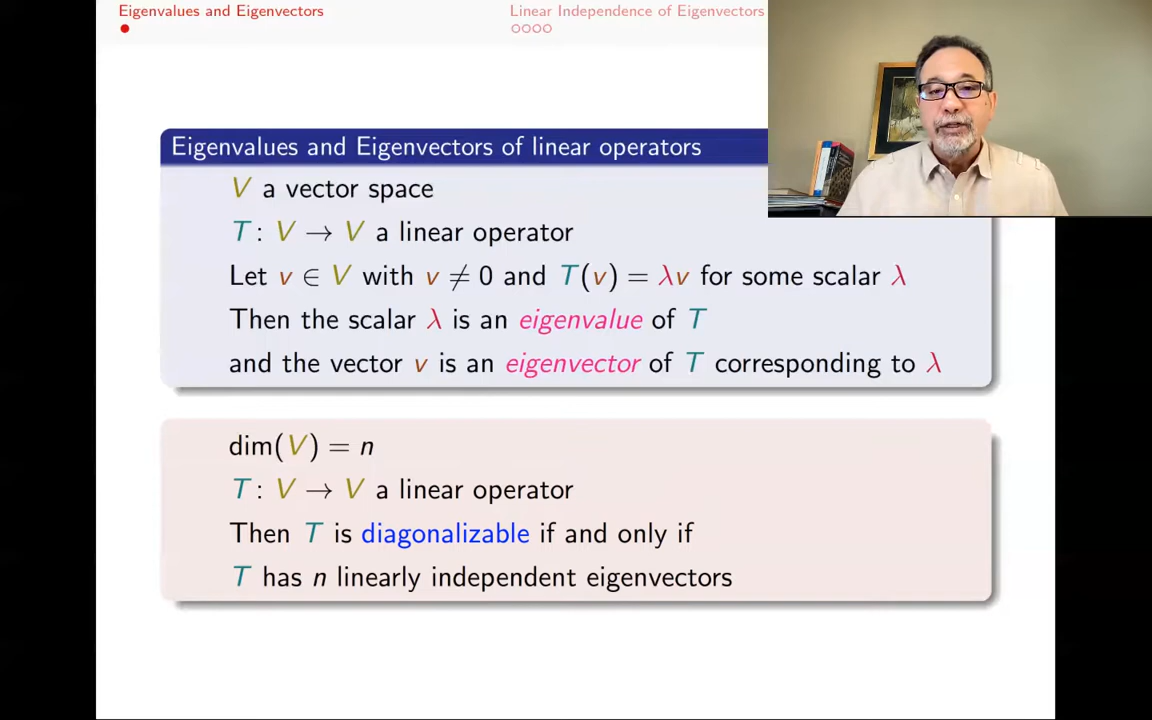 Eigenvalues and Eigenvectors
Linear Independence of Eigenvectors
Eigenvalues and Eigenvectors of linear operators
V a vector space
T : V → V a linear operator
Let v ∈ V with v ≠ 0 and T(v) = λv for some scalar λ
Then the scalar λ is an eigenvalue of T
and the vector v is an eigenvector of T corresponding to λ
dim(V) = n
T : V → V a linear operator
Then T is diagonalizable if and only if
T has n linearly independent eigenvectors